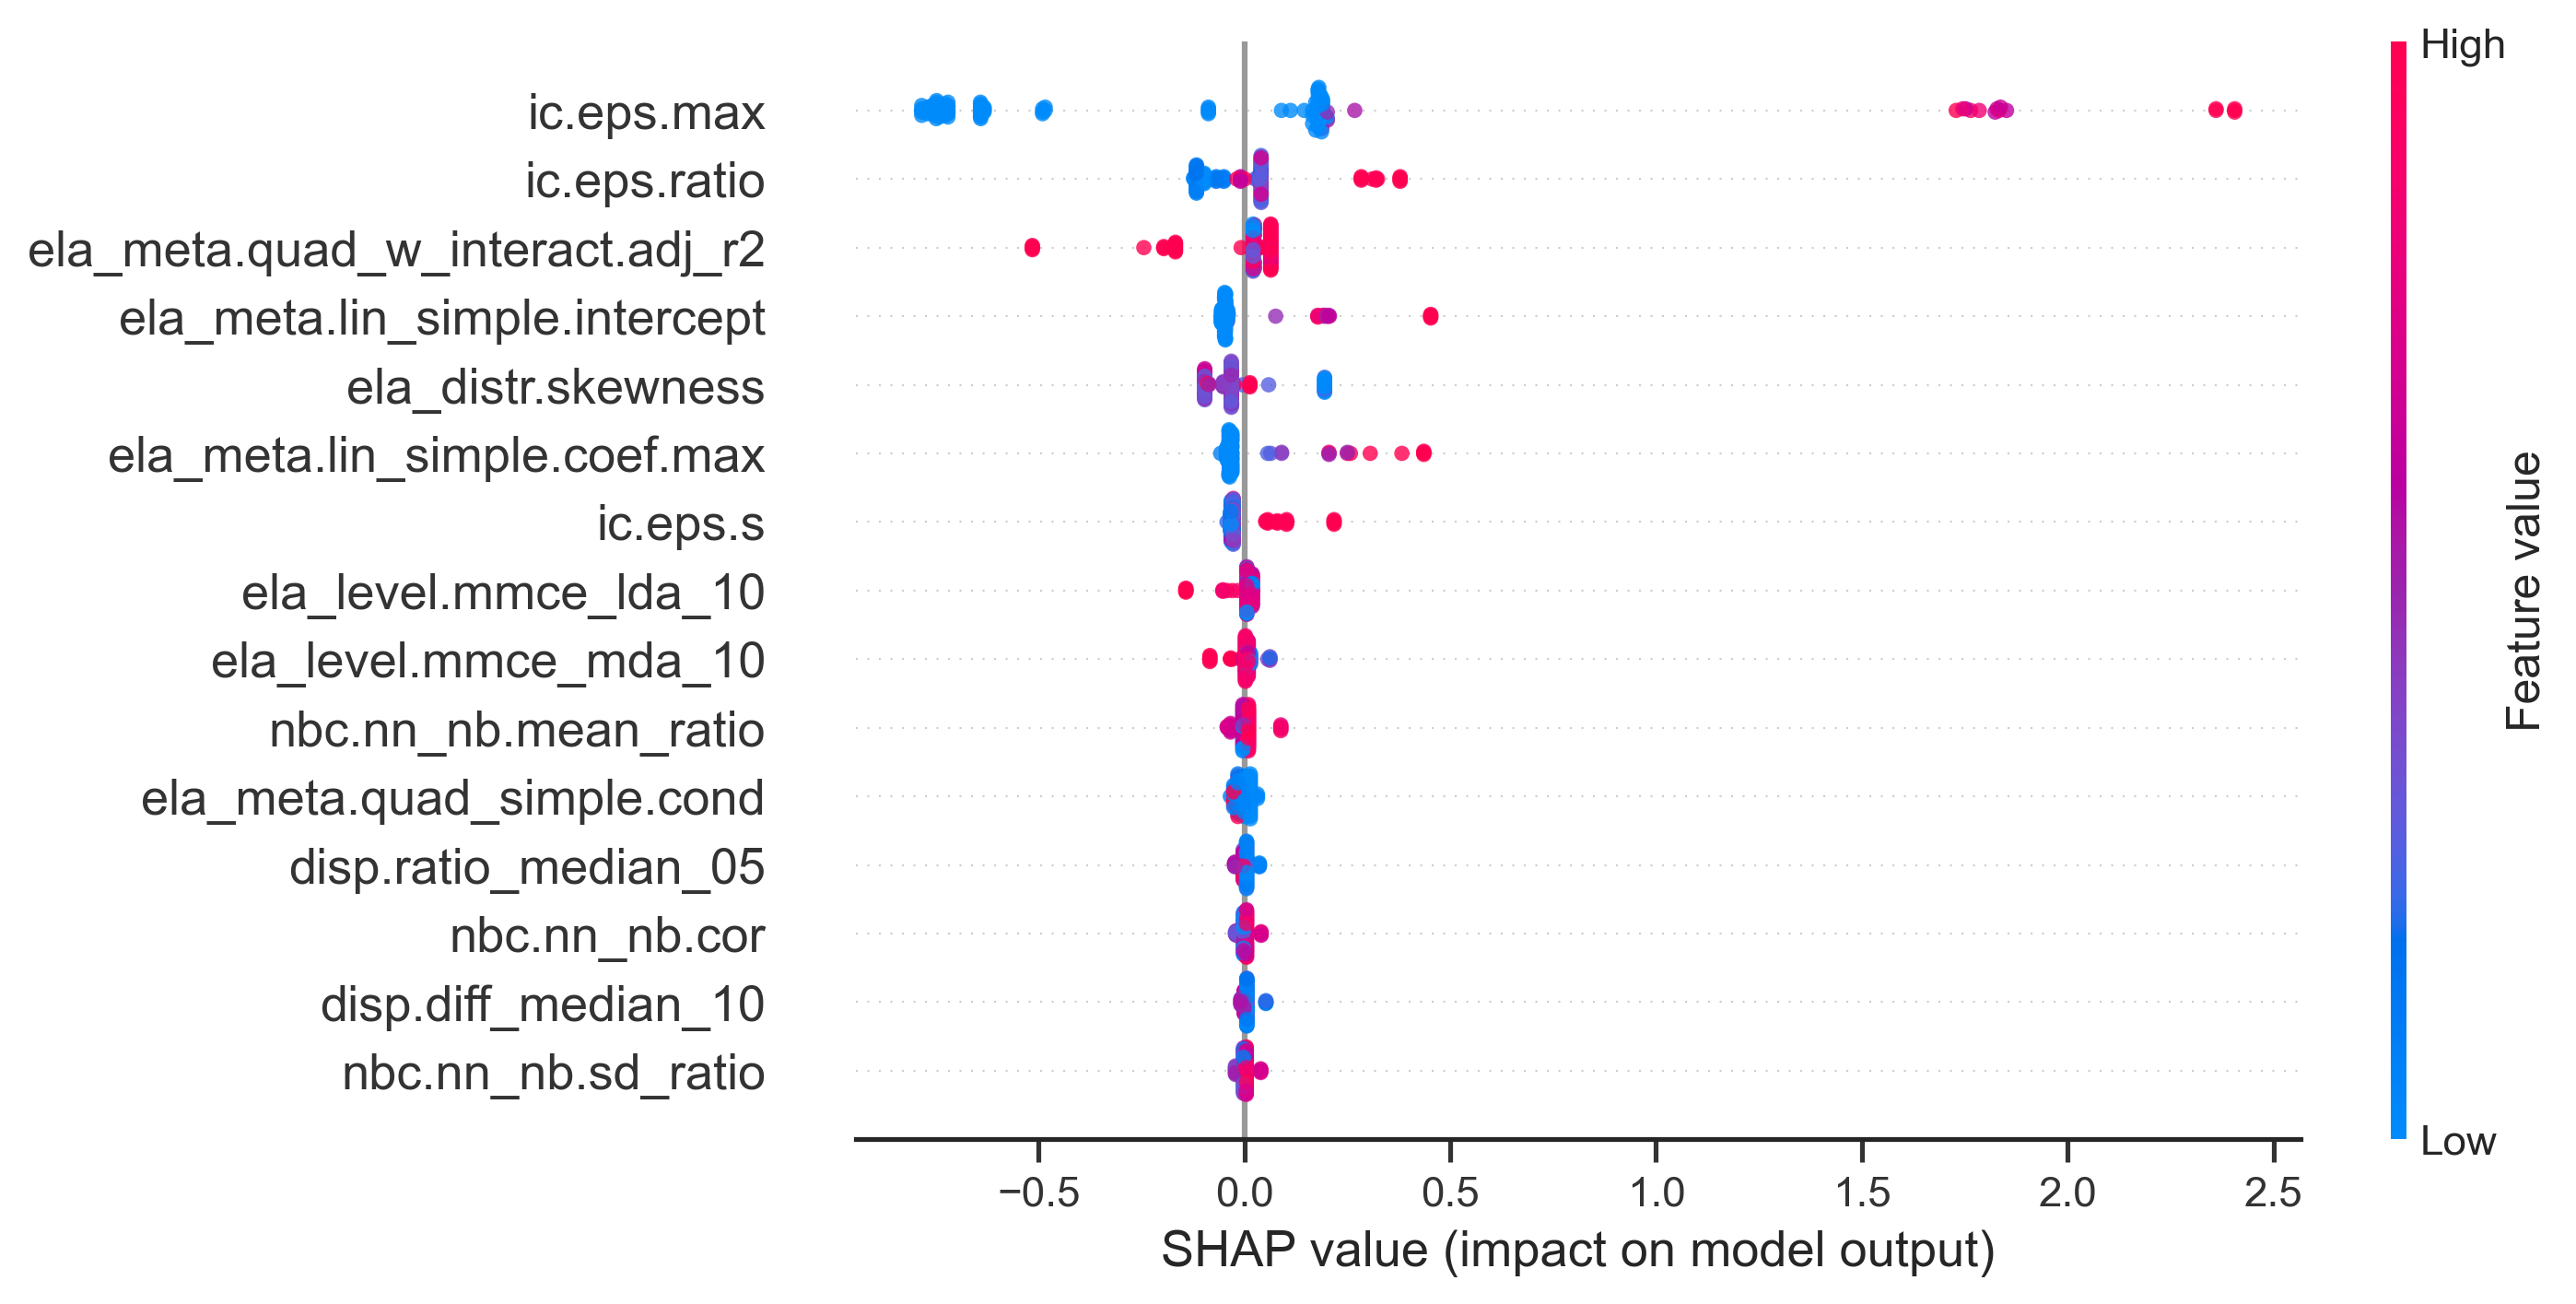 High
ic.eps.max
ic.eps.ratio
ela_meta.quad_w_interact.adj_r2
ela_meta.lin_simple.intercept
ela_distr.skewness
ela_meta.lin_simple.coef.max
ic.eps.s
ela_level.mmce_lda_10
ela_level.mmce_mda_10
nbc.nn_nb.mean_ratio
ela_meta.quad_simple.cond
disp.ratio_median_05
nbc.nn_nb.cor
disp.diff_median_10
nbc.nn_nb.sd_ratio
Feature value
Low
−0.5 0.0 0.5 1.0 1.5 2.0 2.5
SHAP value (impact on model output)